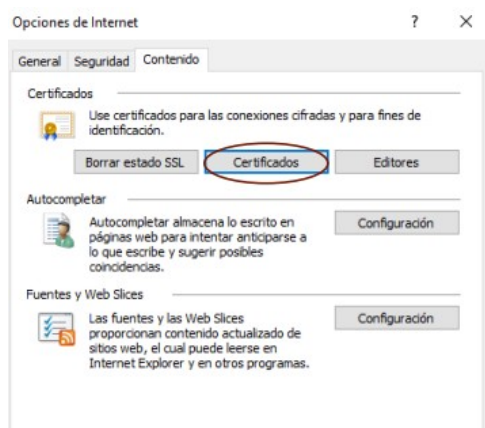 Opciones de Internet ? ×
General Seguridad Contenido
Certificados
Use certificados para las conexiones cifradas y para fines de
identificación.
Borrar estado SSL Certificados Editores
Autocompletar
Autocompletar almacena lo escrito en
páginas web para intentar anticiparse a
lo que escribe y sugerir posibles
coincidencias.
Configuración
Fuentes y Web Slices
Las fuentes y las Web Slices
proporcionan contenido actualizado de
sitios web, el cual puede leerse en
Internet Explorer y en otros programas.
Configuración